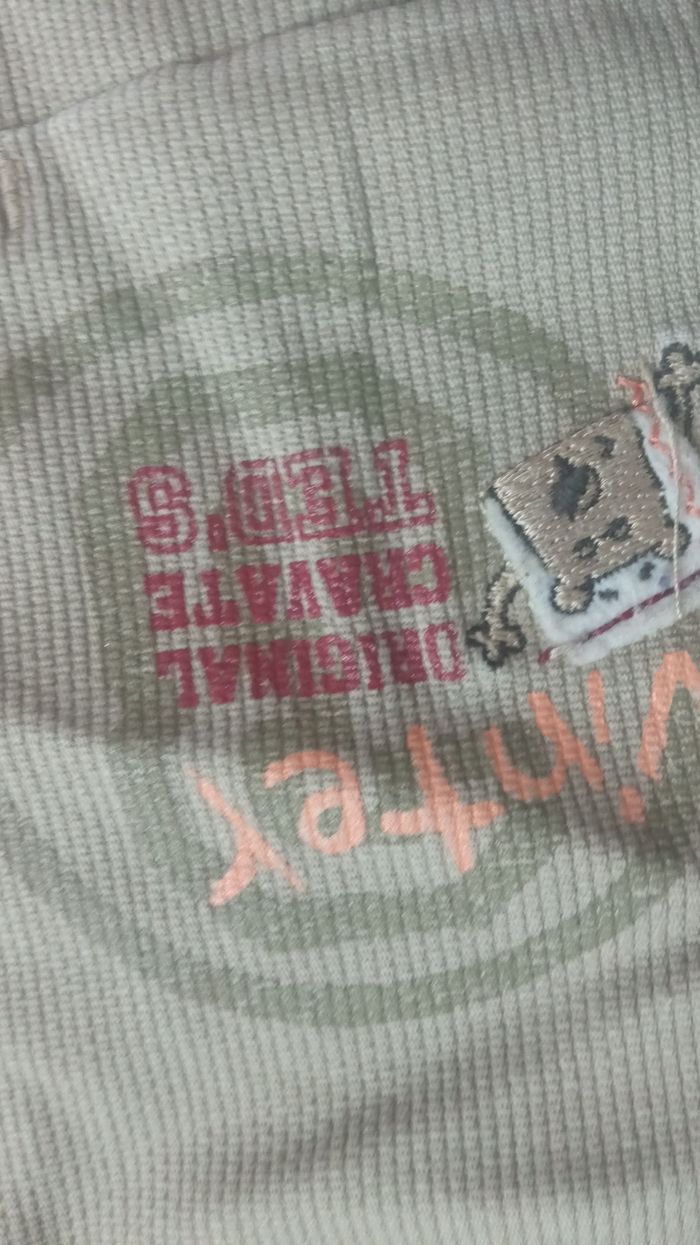 Vintex
ORIGINAL
CRAVATE
TED'S